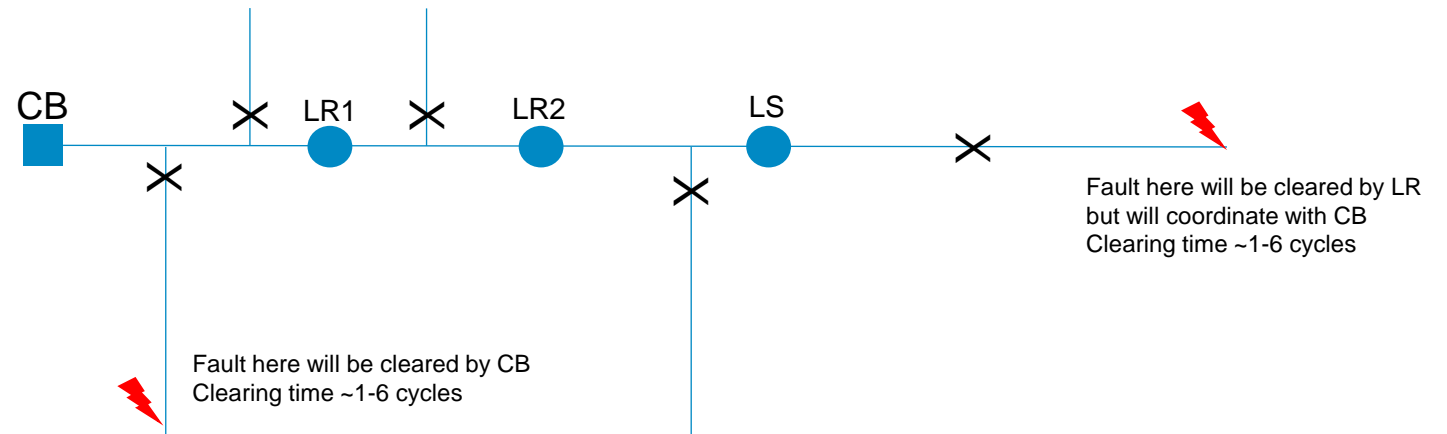 CB
LR1
LR2
LS
Fault here will be cleared by LR
but will coordinate with CB
Clearing time ~1-6 cycles
Fault here will be cleared by CB
Clearing time ~1-6 cycles